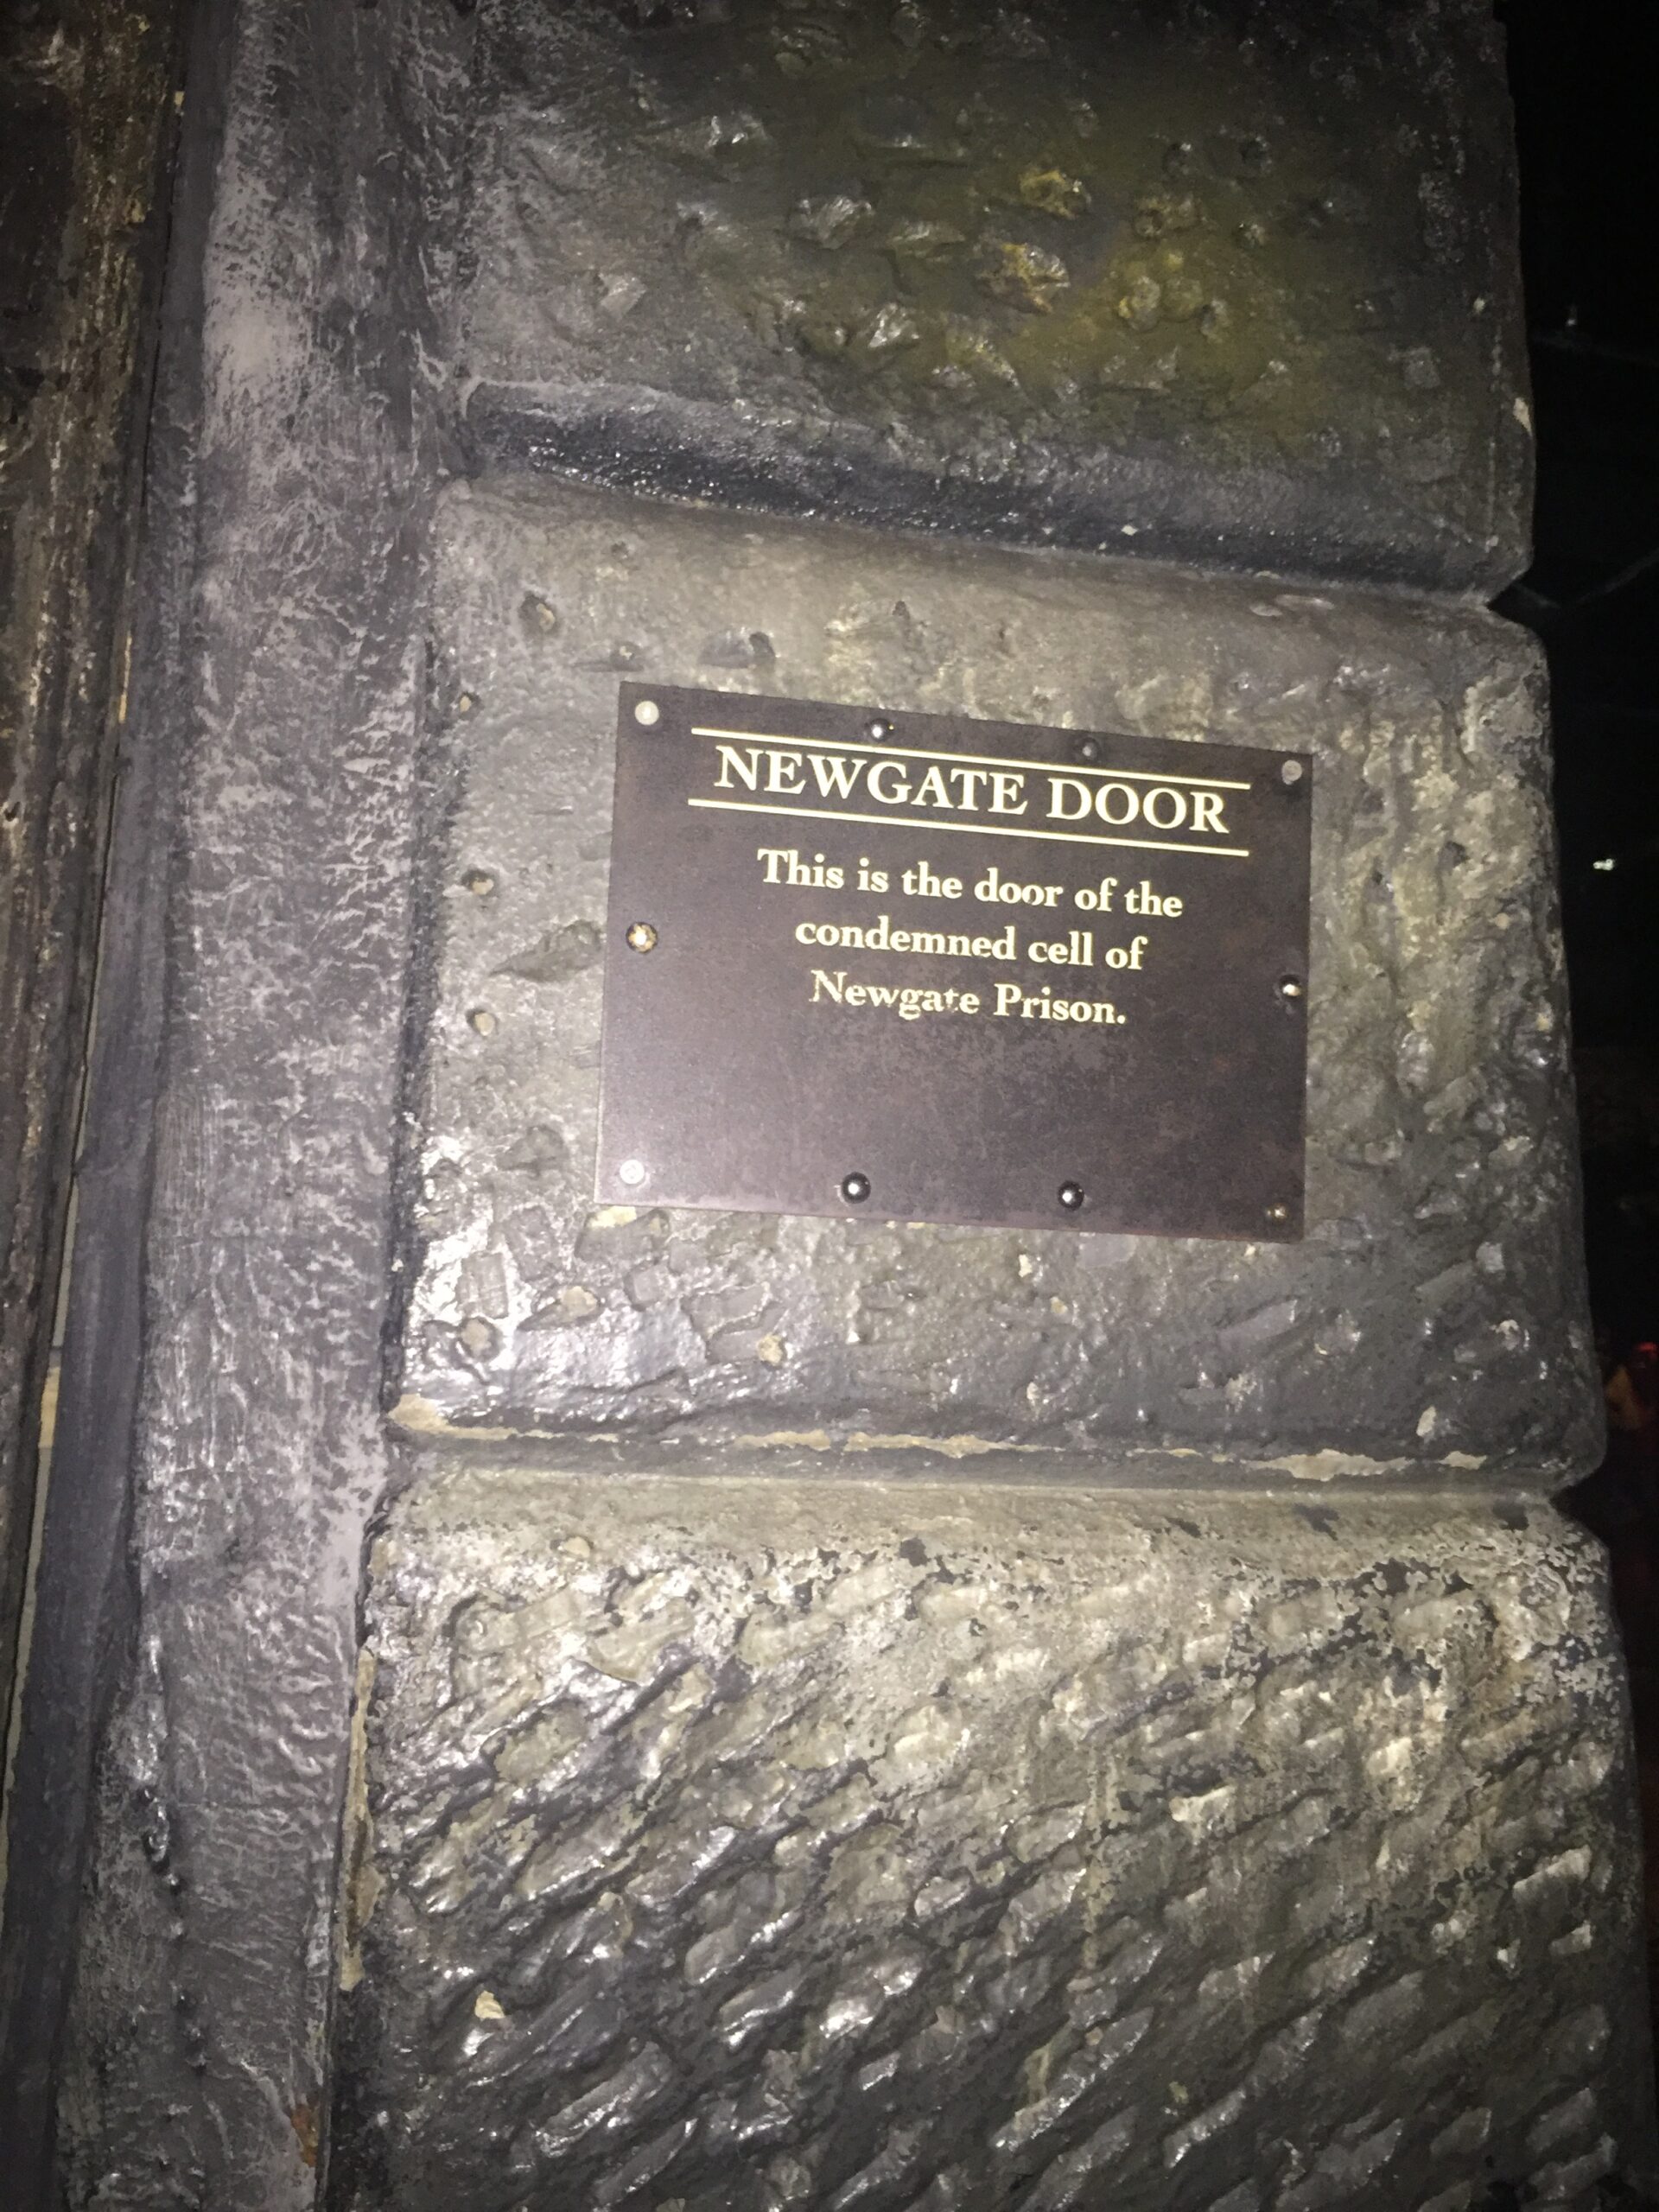 NEWGATE DOOR
This is the door of the
condemned cell of
Newgate Prison.